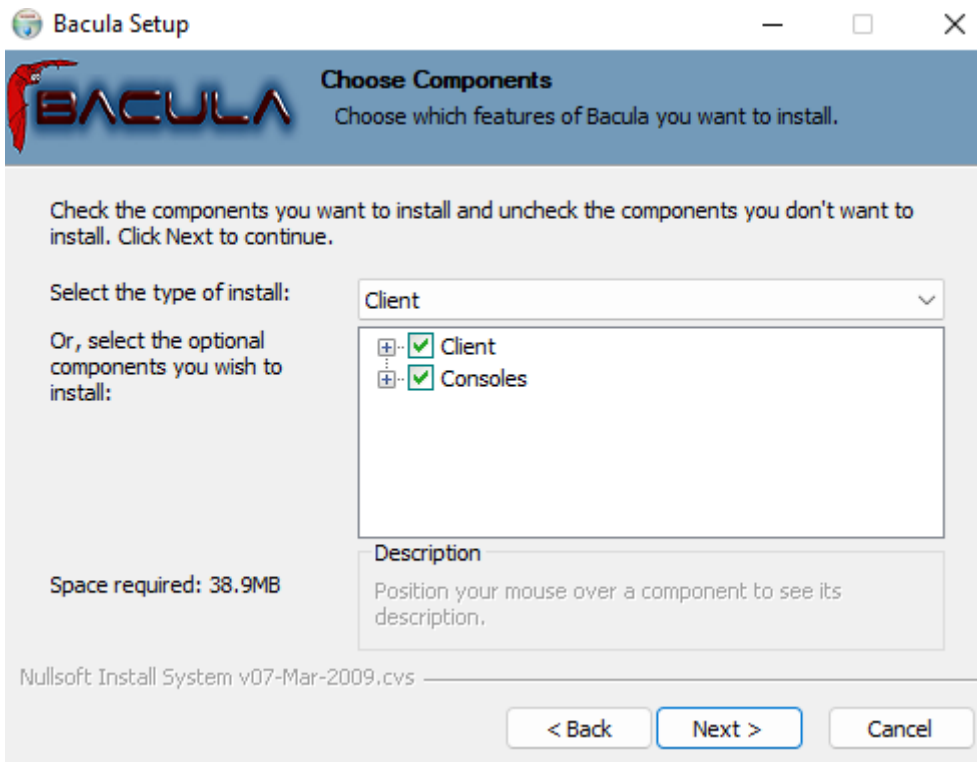 Bacula Setup
BACULA
Choose Components
Choose which features of Bacula you want to install.
Check the components you want to install and uncheck the components you don't want to
install. Click Next to continue.
Select the type of install:
Client
Or, select the optional
components you wish to
install:
Client
Consoles
Space required: 38.9MB
Description
Position your mouse over a component to see its
description.
Nullsoft Install System v07-Mar-2009.cvs
< Back
Next >
Cancel